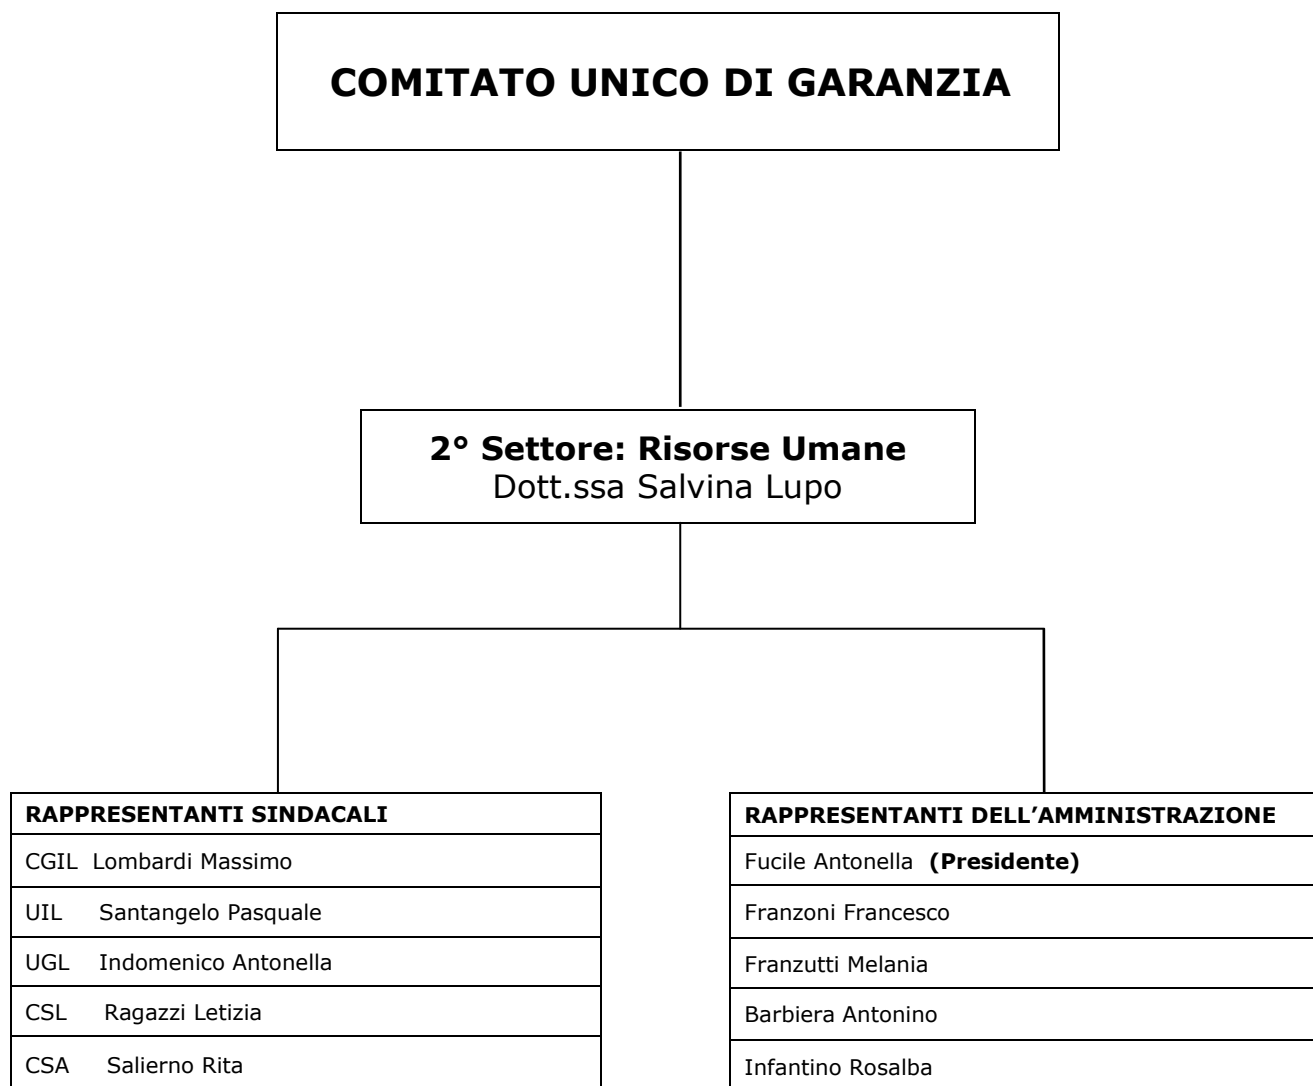 COMITATO UNICO DI GARANZIA
2° Settore: Risorse Umane
Dott.ssa Salvina Lupo
RAPPRESENTANTI SINDACALI
CGIL Lombardi Massimo
UIL Santangelo Pasquale
UGL Indomenico Antonella
CSL Ragazzi Letizia
CSA Salierno Rita
RAPPRESENTANTI DELL’AMMINISTRAZIONE
Fucile Antonella (Presidente)
Franzoni Francesco
Franzutti Melania
Barbiera Antonino
Infantino Rosalba